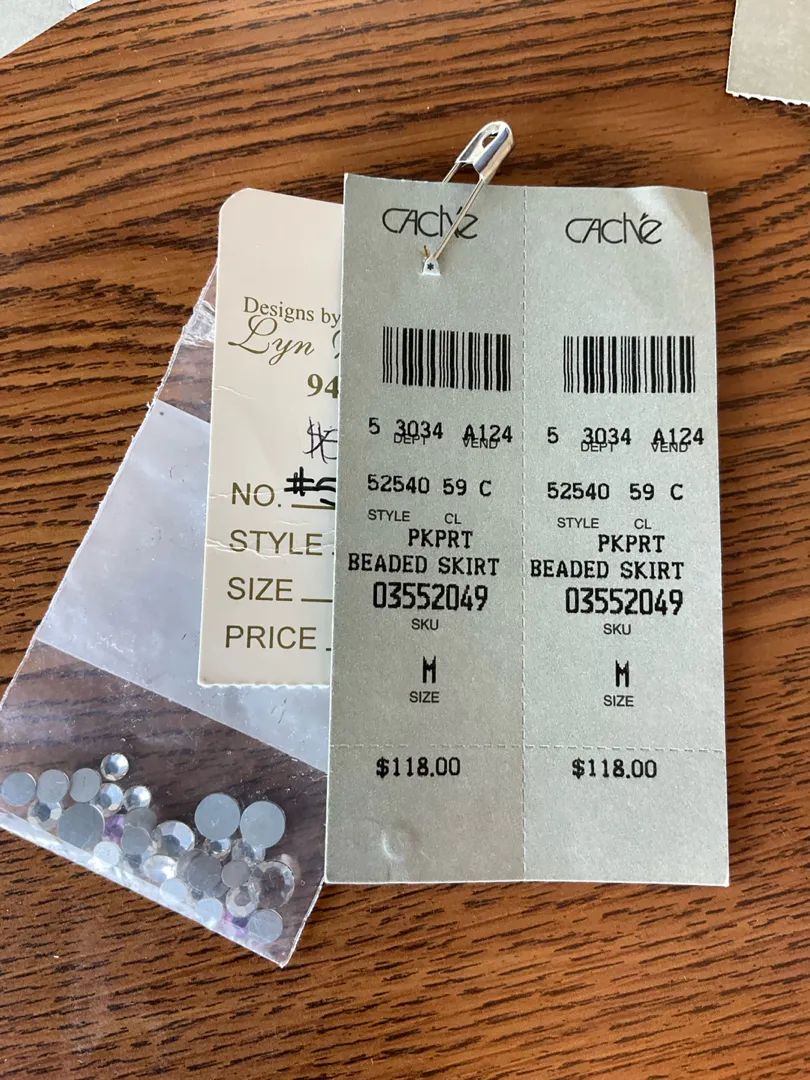 Designs by
Lyn
94
NO. #5
STYLE
SIZE
PRICE
CACHÉ
5 3034 A124
DEPT VEND
52540 59 C
STYLE CL
PKPRT
BEADED SKIRT
03552049
SKU
M
SIZE
$118.00
CACHÉ
5 3034 A124
DEPT VEND
52540 59 C
STYLE CL
PKPRT
BEADED SKIRT
03552049
SKU
M
SIZE
$118.00